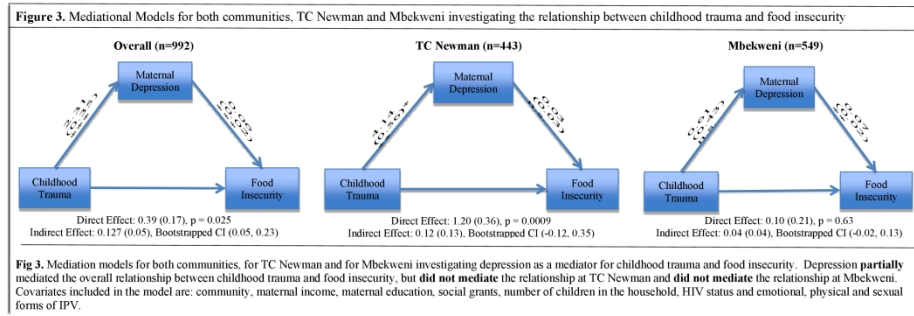 Figure 3. Mediational Models for both communities, TC Newman and Mbekweni investigating the relationship between childhood trauma and food insecurity
Overall (n=992)
Maternal
Depression
Childhood
Trauma
Food
Insecurity
Direct Effect: 0.39 (0.17), p = 0.025
Indirect Effect: 0.127 (0.05), Bootstrapped CI (0.05, 0.23)
TC Newman (n=443)
Maternal
Depression
Childhood
Trauma
Food
Insecurity
Direct Effect: 1.20 (0.36), p = 0.0009
Indirect Effect: 0.12 (0.13), Bootstrapped CI (-0.12, 0.35)
Mbekweni (n=549)
Maternal
Depression
Childhood
Trauma
Food
Insecurity
Direct Effect: 0.10 (0.21), p = 0.63
Indirect Effect: 0.04 (0.04), Bootstrapped CI (-0.02, 0.13)
Fig 3. Mediation models for both communities, for TC Newman and for Mbekweni investigating depression as a mediator for childhood trauma and food insecurity. Depression partially
mediated the overall relationship between childhood trauma and food insecurity, but did not mediate the relationship at TC Newman and did not mediate the relationship at Mbekweni.
Covariates included in the model are: community, maternal income, maternal education, social grants, number of children in the household, HIV status and emotional, physical and sexual
forms of IPV.